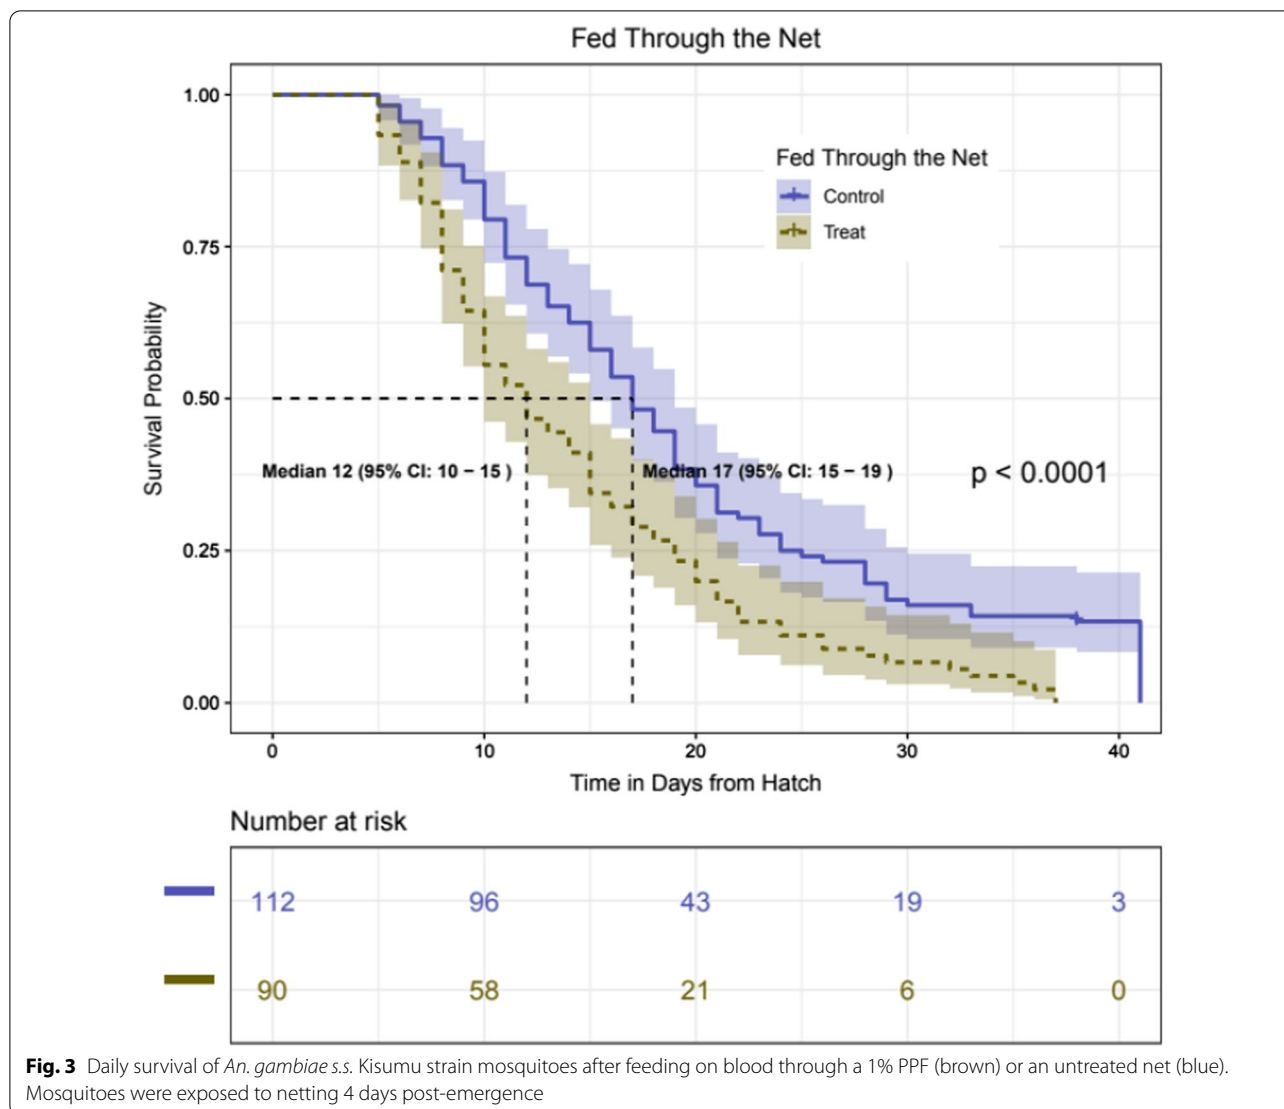 Fed Through the Net
1.00
0.75
0.50
0.25
0.00
Survival Probability
Fed Through the Net
Control
Treat
Median 12 (95% CI: 10 – 15 )
Median 17 (95% CI: 15 – 19 )
p < 0.0001
0 10 20 30 40
Time in Days from Hatch
Number at risk
112 96 43 19 3
90 58 21 6 0
Fig. 3 Daily survival of An. gambiae s.s. Kisumu strain mosquitoes after feeding on blood through a 1% PPF (brown) or an untreated net (blue).
Mosquitoes were exposed to netting 4 days post-emergence